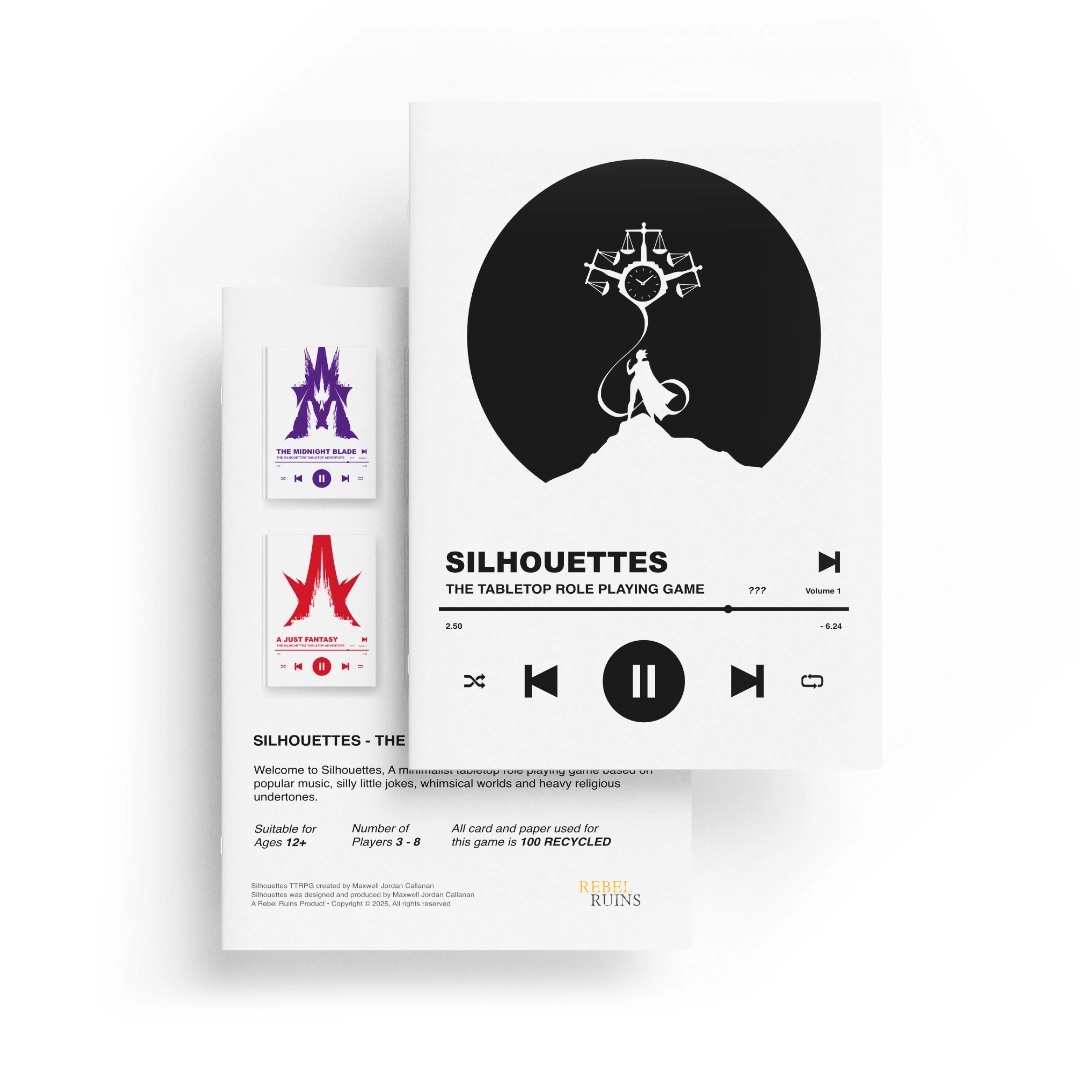 SILHOUETTES
THE TABLETOP ROLE PLAYING GAME ??? Volume 1
2.50 - 6.24
THE MIDNIGHT BLADE
THE SILHOUETTES TABLETOP ADVENTURE
A JUST FANTASY
THE SILHOUETTES TABLETOP ADVENTURE
SILHOUETTES - THE
Welcome to Silhouettes, A minimalist tabletop role playing game based on
popular music, silly little jokes, whimsical worlds and heavy religious
undertones.
Suitable for
Ages 12+
Number of
Players 3 - 8
All card and paper used for
this game is 100 RECYCLED
Silhouettes TTRPG created by Maxwell Jordan Callanan
Silhouettes was designed and produced by Maxwell Jordan Callanan
A Rebel Ruins Product • Copyright © 2025, All rights reserved
REBEL
RUINS